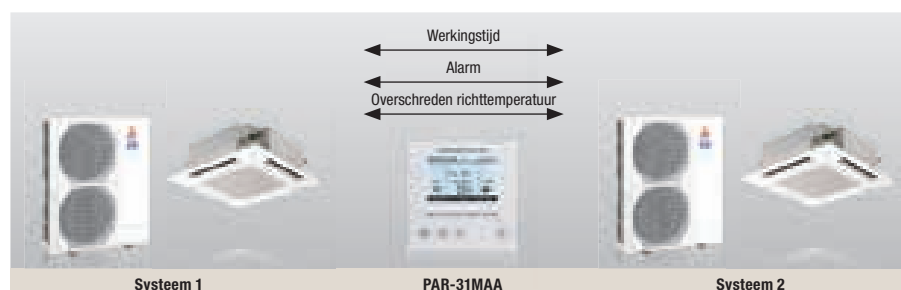 Werkingstijd
Alarm
Overschreden richttemperatuur
Systeem 1
PAR-31MAA
Systeem 2